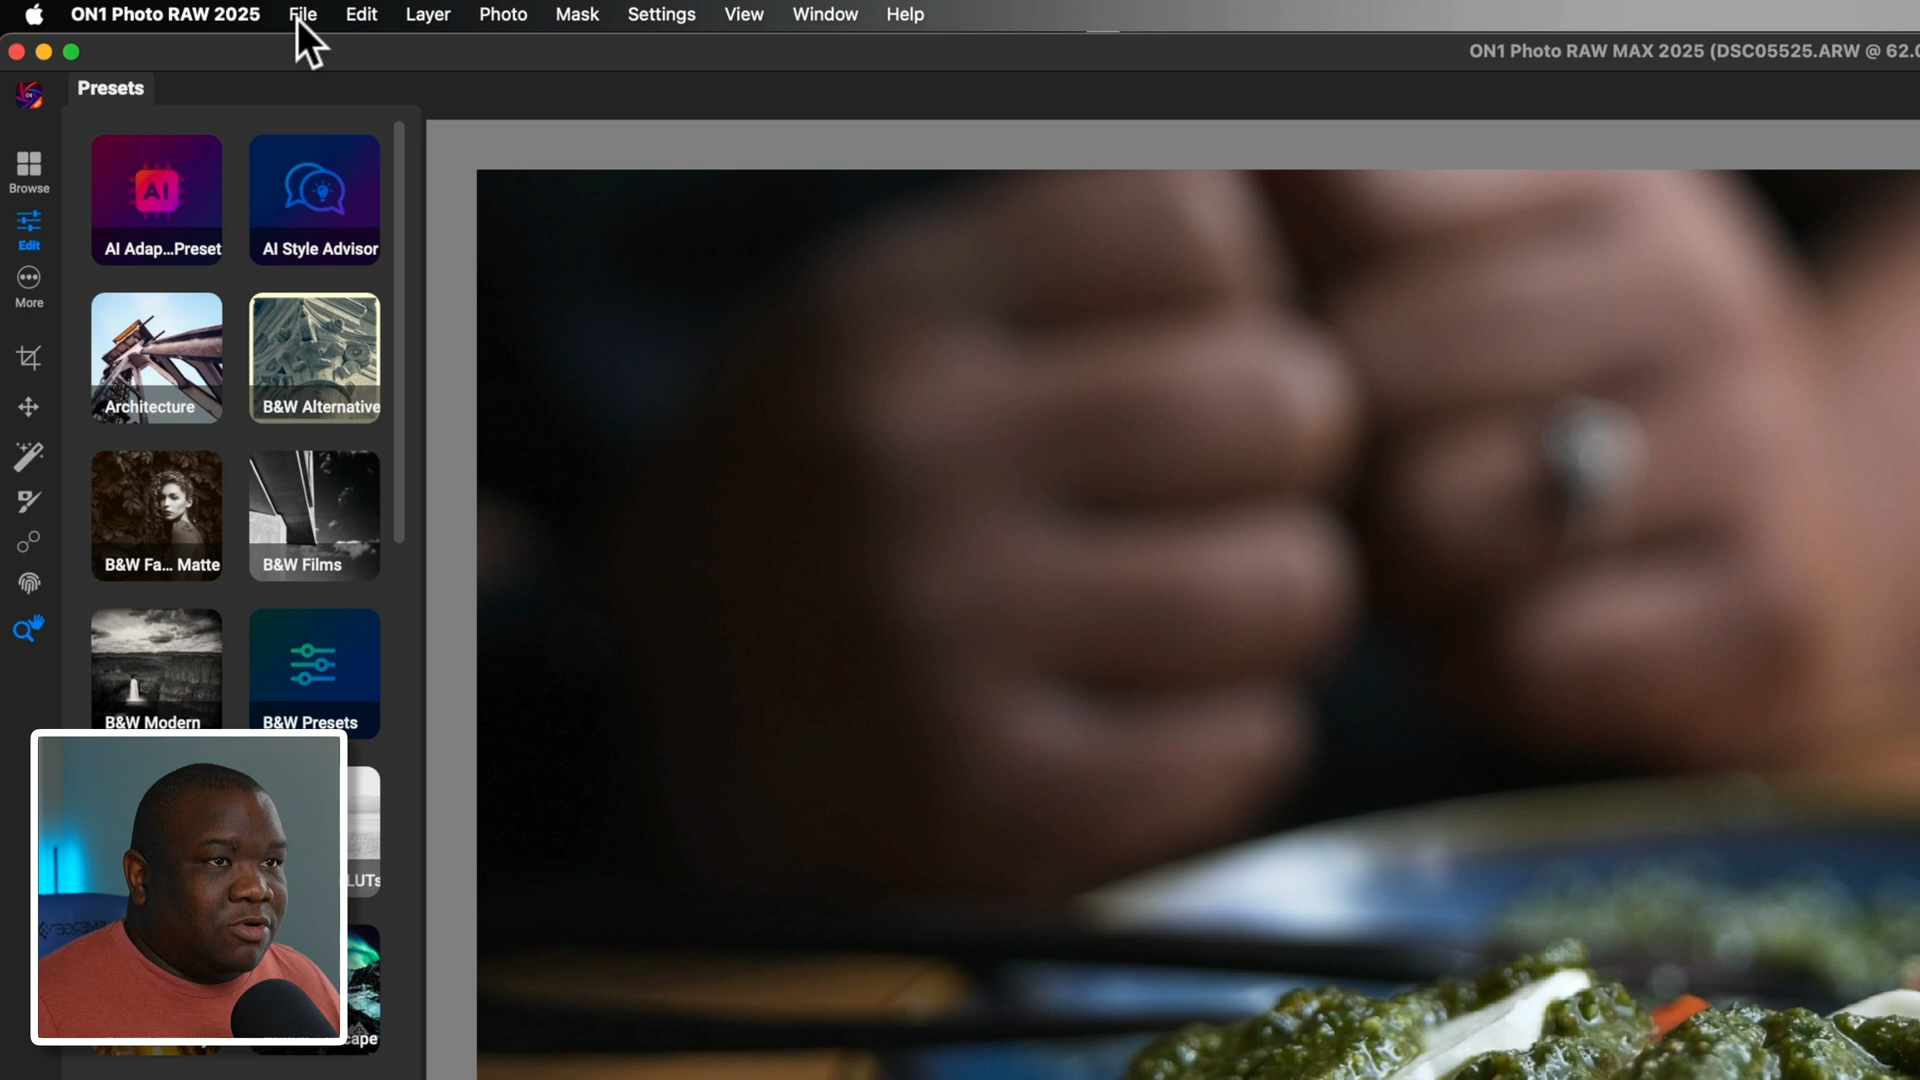 ON1 Photo RAW 2025 File Edit Layer Photo Mask Settings View Window Help
ON1 Photo RAW MAX 2025 (DSC05525.ARW @ 62.0
Presets
Browse
Edit
More
AI
AI Adap...Preset
AI Style Advisor
Architecture
B&W Alternative
B&W Fa... Matte
B&W Films
B&W Modern
B&W Presets
LUTs
cape